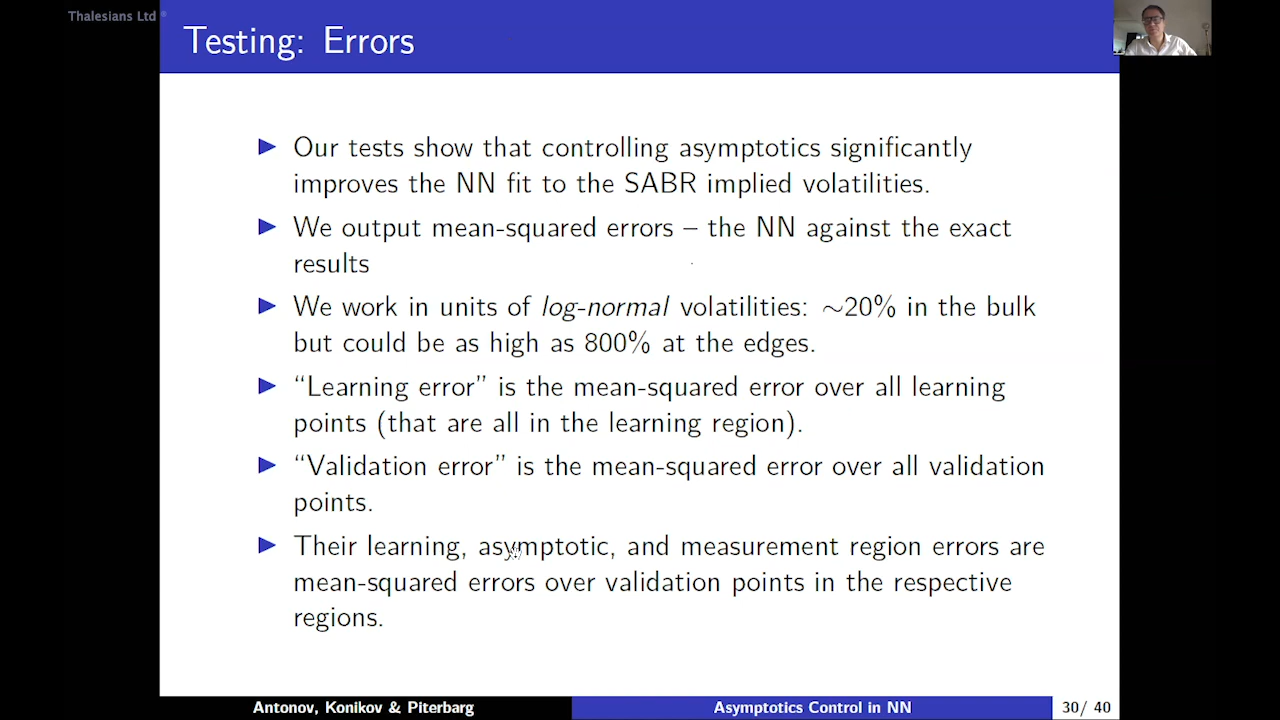 Thalesians Ltd ©
Testing: Errors
Our tests show that controlling asymptotics significantly
improves the NN fit to the SABR implied volatilities.
We output mean-squared errors – the NN against the exact
results
We work in units of log-normal volatilities: ∼20% in the bulk
but could be as high as 800% at the edges.
“Learning error” is the mean-squared error over all learning
points (that are all in the learning region).
“Validation error” is the mean-squared error over all validation
points.
Their learning, asymptotic, and measurement region errors are
mean-squared errors over validation points in the respective
regions.
Antonov, Konikov & Piterbarg
Asymptotics Control in NN
30/ 40